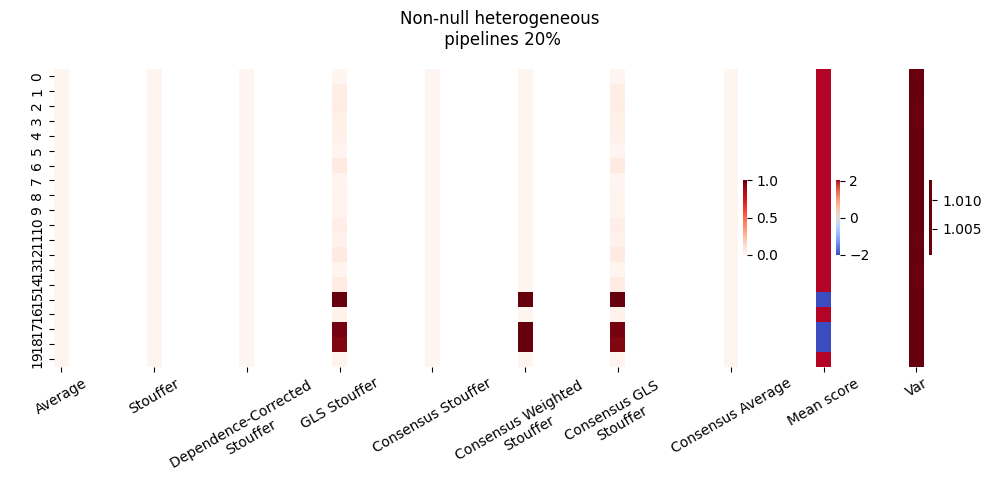 Non-null heterogeneous
pipelines 20%
0
1
2
3
4
5
6
7
8
9
10
11
12
13
14
15
16
17
18
19
1.0
0.5
0.0
2
0
−2
1.010
1.005
Average
Stouffer
Dependence-Corrected
Stouffer
GLS Stouffer
Consensus Stouffer
Consensus Weighted
Stouffer
Consensus GLS
Stouffer
Consensus Average
Mean score
Var